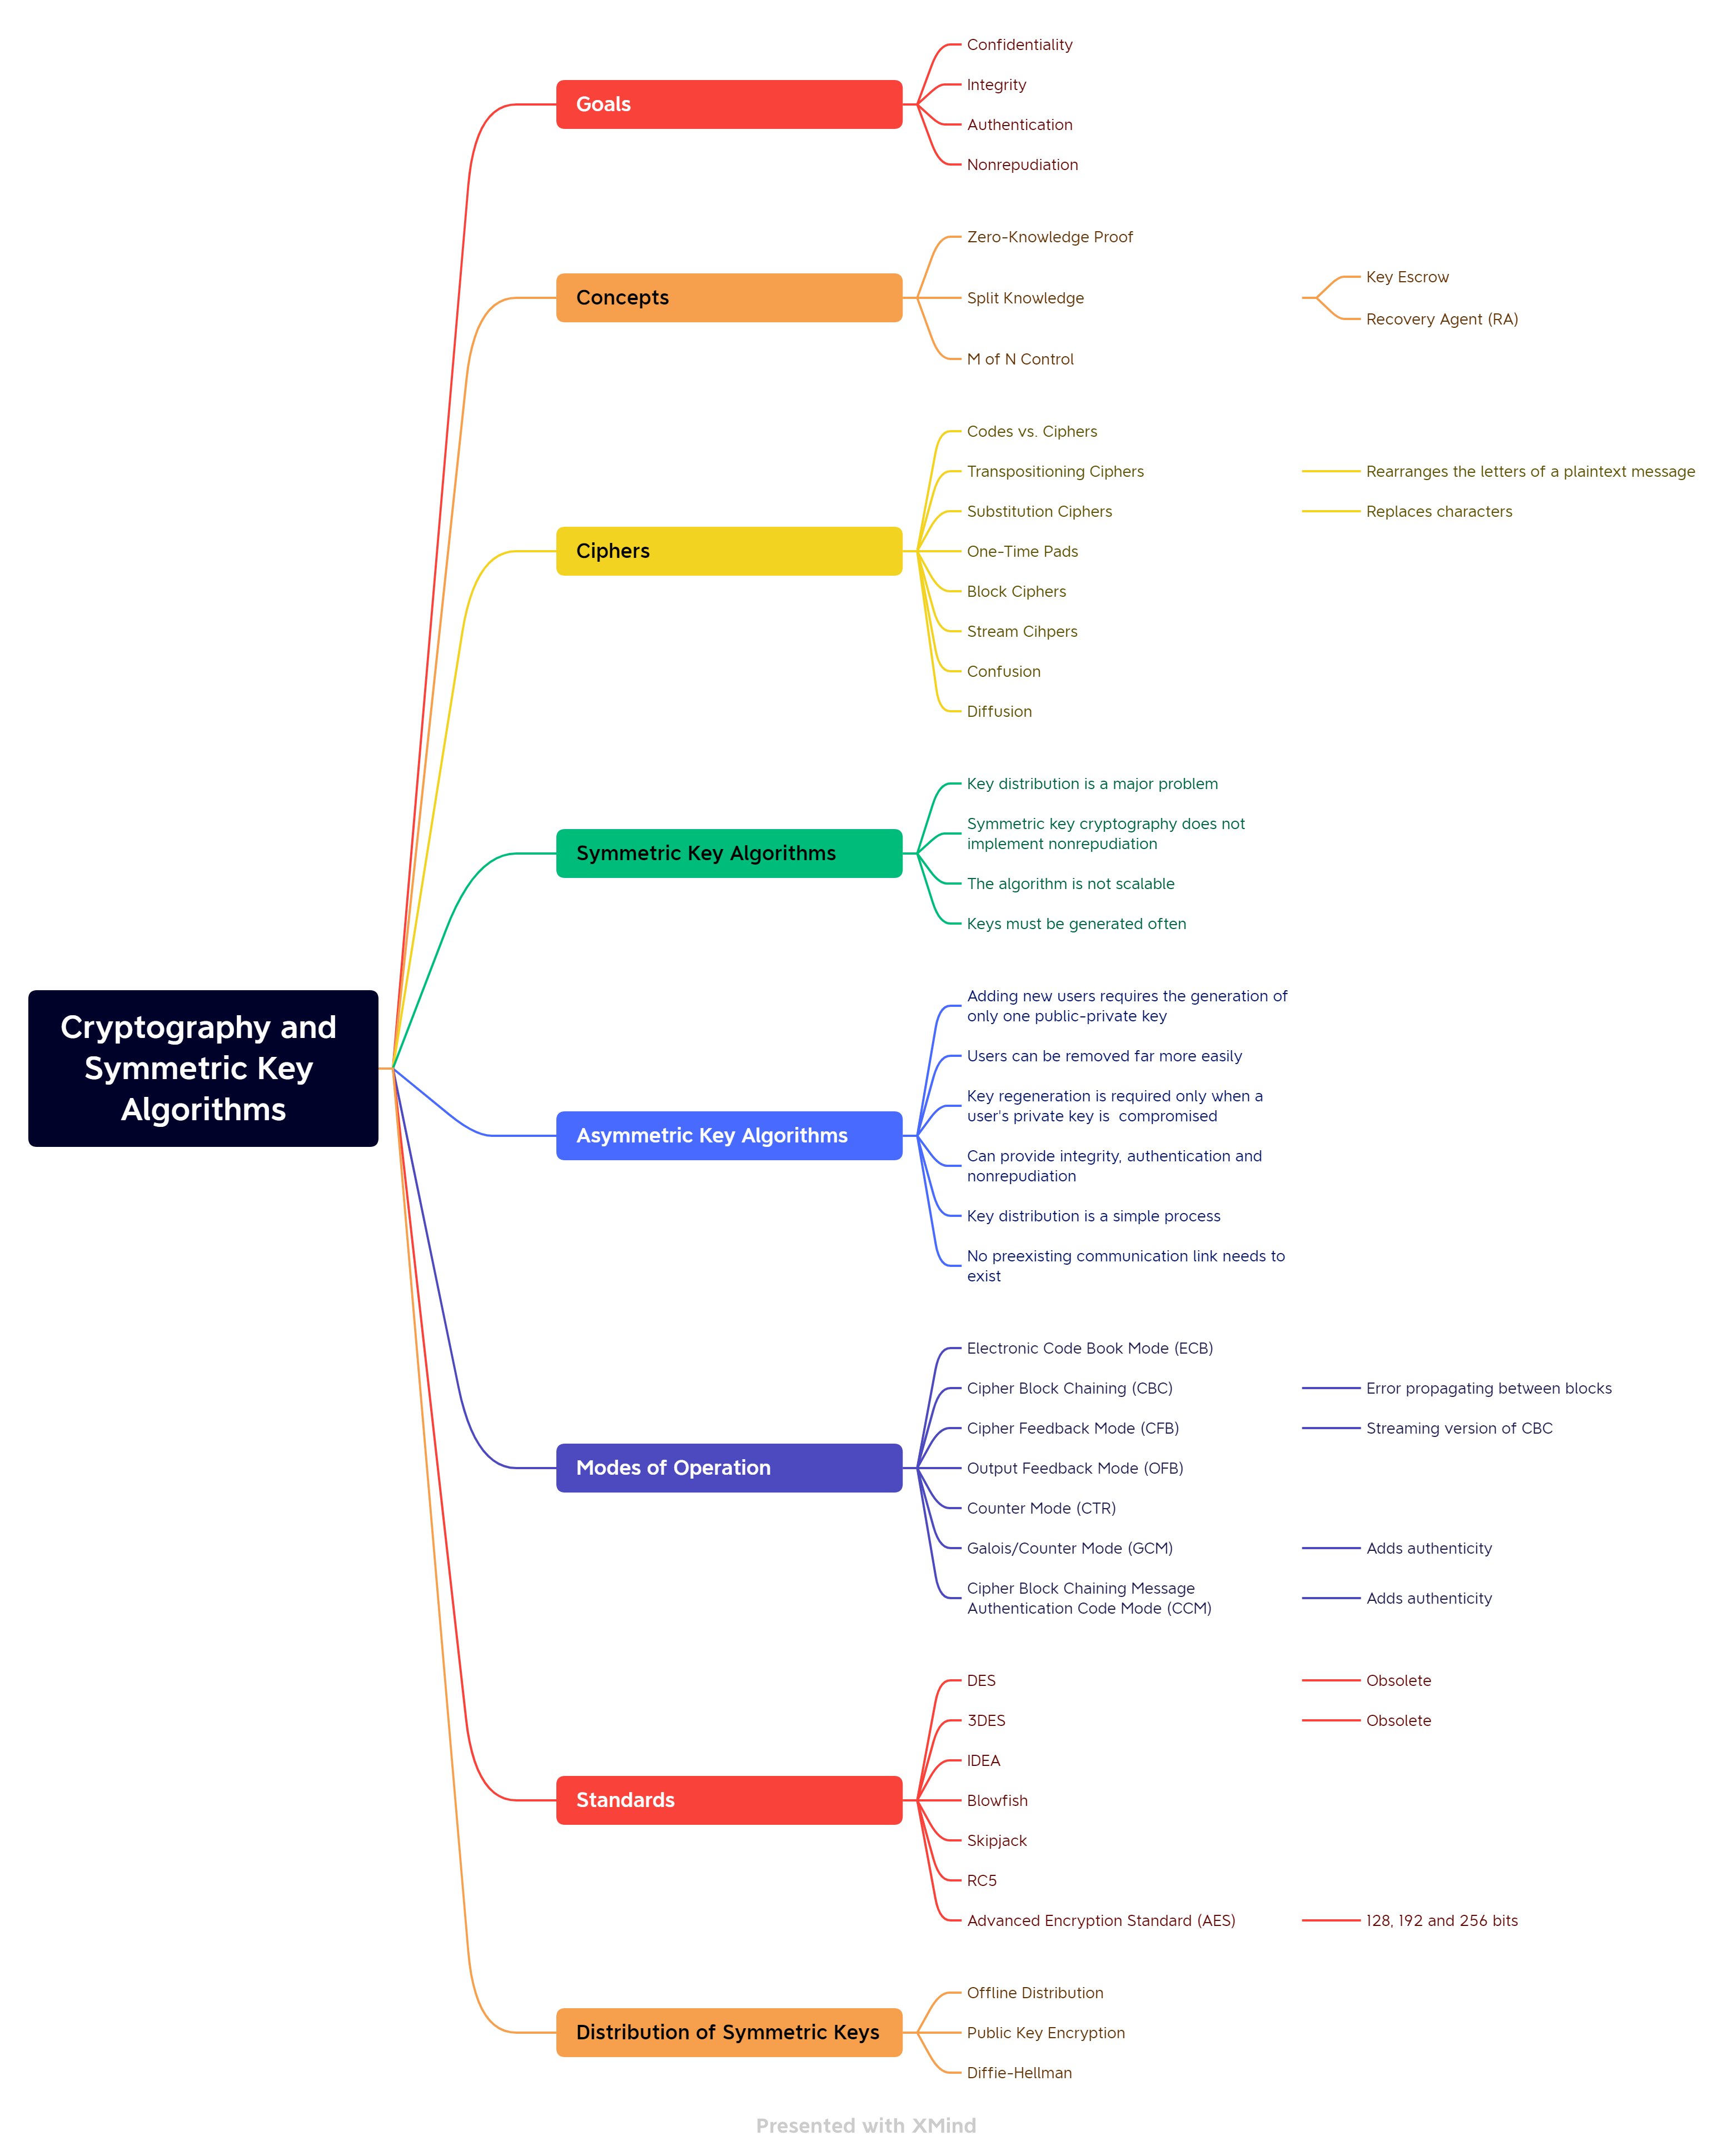 Confidentiality
Integrity
Goals
Authentication
Nonrepudiation
Zero-Knowledge Proof
Key Escrow
Concepts
Split Knowledge
Recovery Agent (RA)
M of N Control
Codes vs. Ciphers
Transpositioning Ciphers
Rearranges the letters of a plaintext message
Substitution Ciphers
Replaces characters
Ciphers
One-Time Pads
Block Ciphers
Stream Cihpers
Confusion
Diffusion
Key distribution is a major problem
Symmetric key cryptography does not
implement nonrepudiation
Symmetric Key Algorithms
The algorithm is not scalable
Keys must be generated often
Cryptography and
Symmetric Key
Algorithms
Adding new users requires the generation of
only one public-private key
Users can be removed far more easily
Key regeneration is required only when a
user's private key is  compromised
Asymmetric Key Algorithms
Can provide integrity, authentication and
nonrepudiation
Key distribution is a simple process
No preexisting communication link needs to
exist
Electronic Code Book Mode (ECB)
Cipher Block Chaining (CBC)
Error propagating between blocks
Cipher Feedback Mode (CFB)
Streaming version of CBC
Modes of Operation
Output Feedback Mode (OFB)
Counter Mode (CTR)
Galois/Counter Mode (GCM)
Adds authenticity
Cipher Block Chaining Message
Authentication Code Mode (CCM)
Adds authenticity
DES
Obsolete
3DES
Obsolete
IDEA
Standards
Blowfish
Skipjack
RC5
Advanced Encryption Standard (AES)
128, 192 and 256 bits
Offline Distribution
Distribution of Symmetric Keys
Public Key Encryption
Diffie-Hellman
Presented with XMind